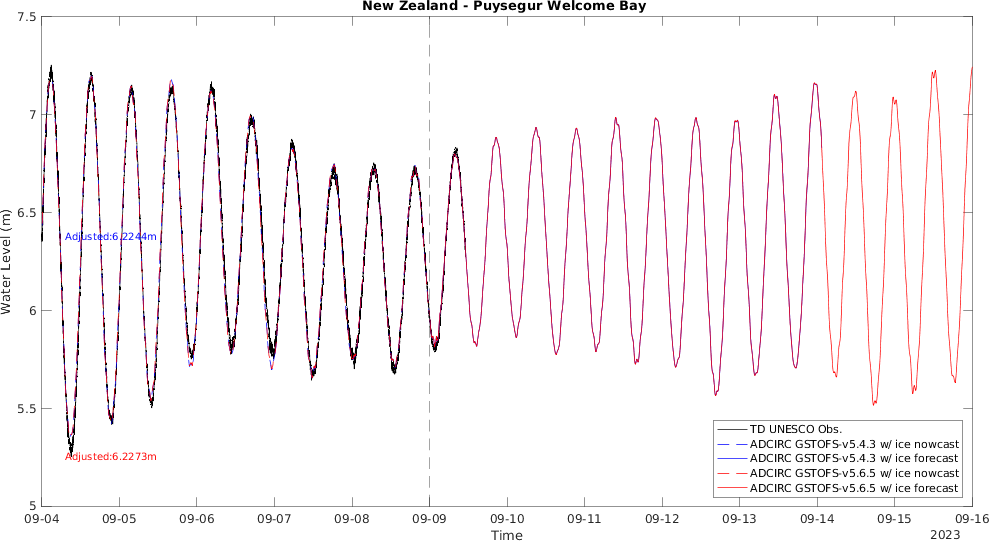 New Zealand - Puysegur Welcome Bay
7.5
7
6.5
6
5.5
5
Water Level (m)
Adjusted:6.2244m
Adjusted:6.2273m
TD UNESCO Obs.
ADCIRC GSTOFS-v5.4.3 w/ ice nowcast
ADCIRC GSTOFS-v5.4.3 w/ ice forecast
ADCIRC GSTOFS-v5.6.5 w/ ice nowcast
ADCIRC GSTOFS-v5.6.5 w/ ice forecast
09-04 09-05 09-06 09-07 09-08 09-09 09-10 09-11 09-12 09-13 09-14 09-15 09-16
Time
2023